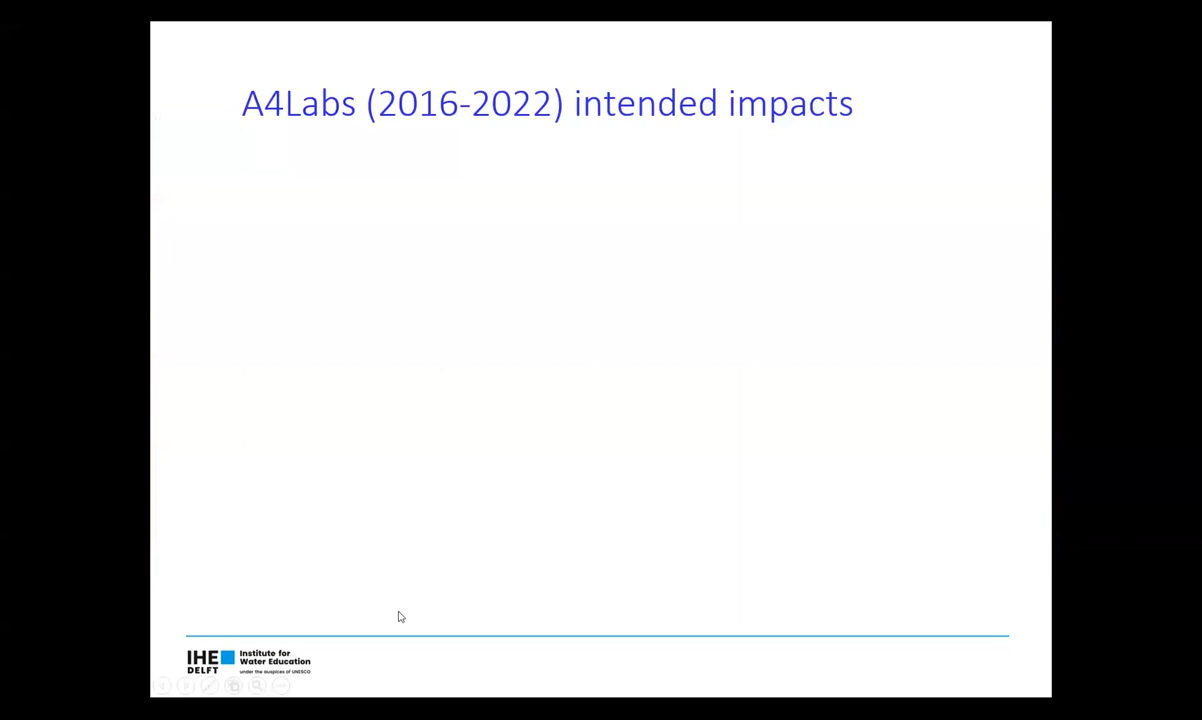 A4Labs (2016-2022) intended impacts
IHE DELFT
Institute for
Water Education
under the auspices of UNESCO